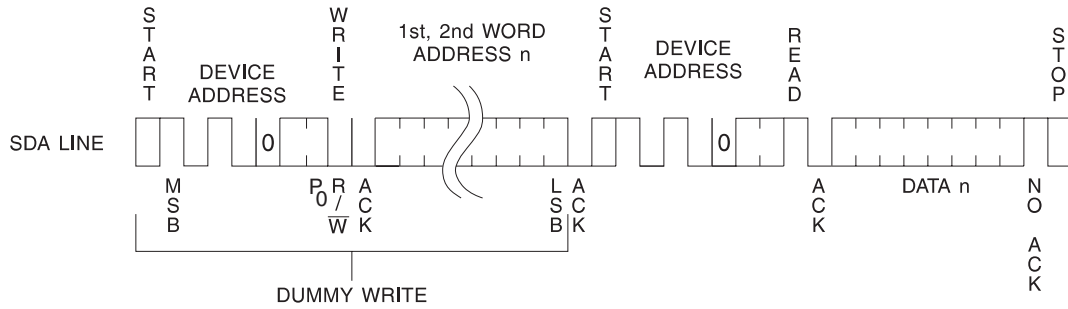 START
WRITE
1st, 2nd WORD
ADDRESS n
START
DEVICE
ADDRESS
READ
STOP
DEVICE
ADDRESS
SDA LINE
0
0
MSB
P0
R/W
ACK
LSB
ACK
ACK
DATA n
NO ACK
DUMMY WRITE